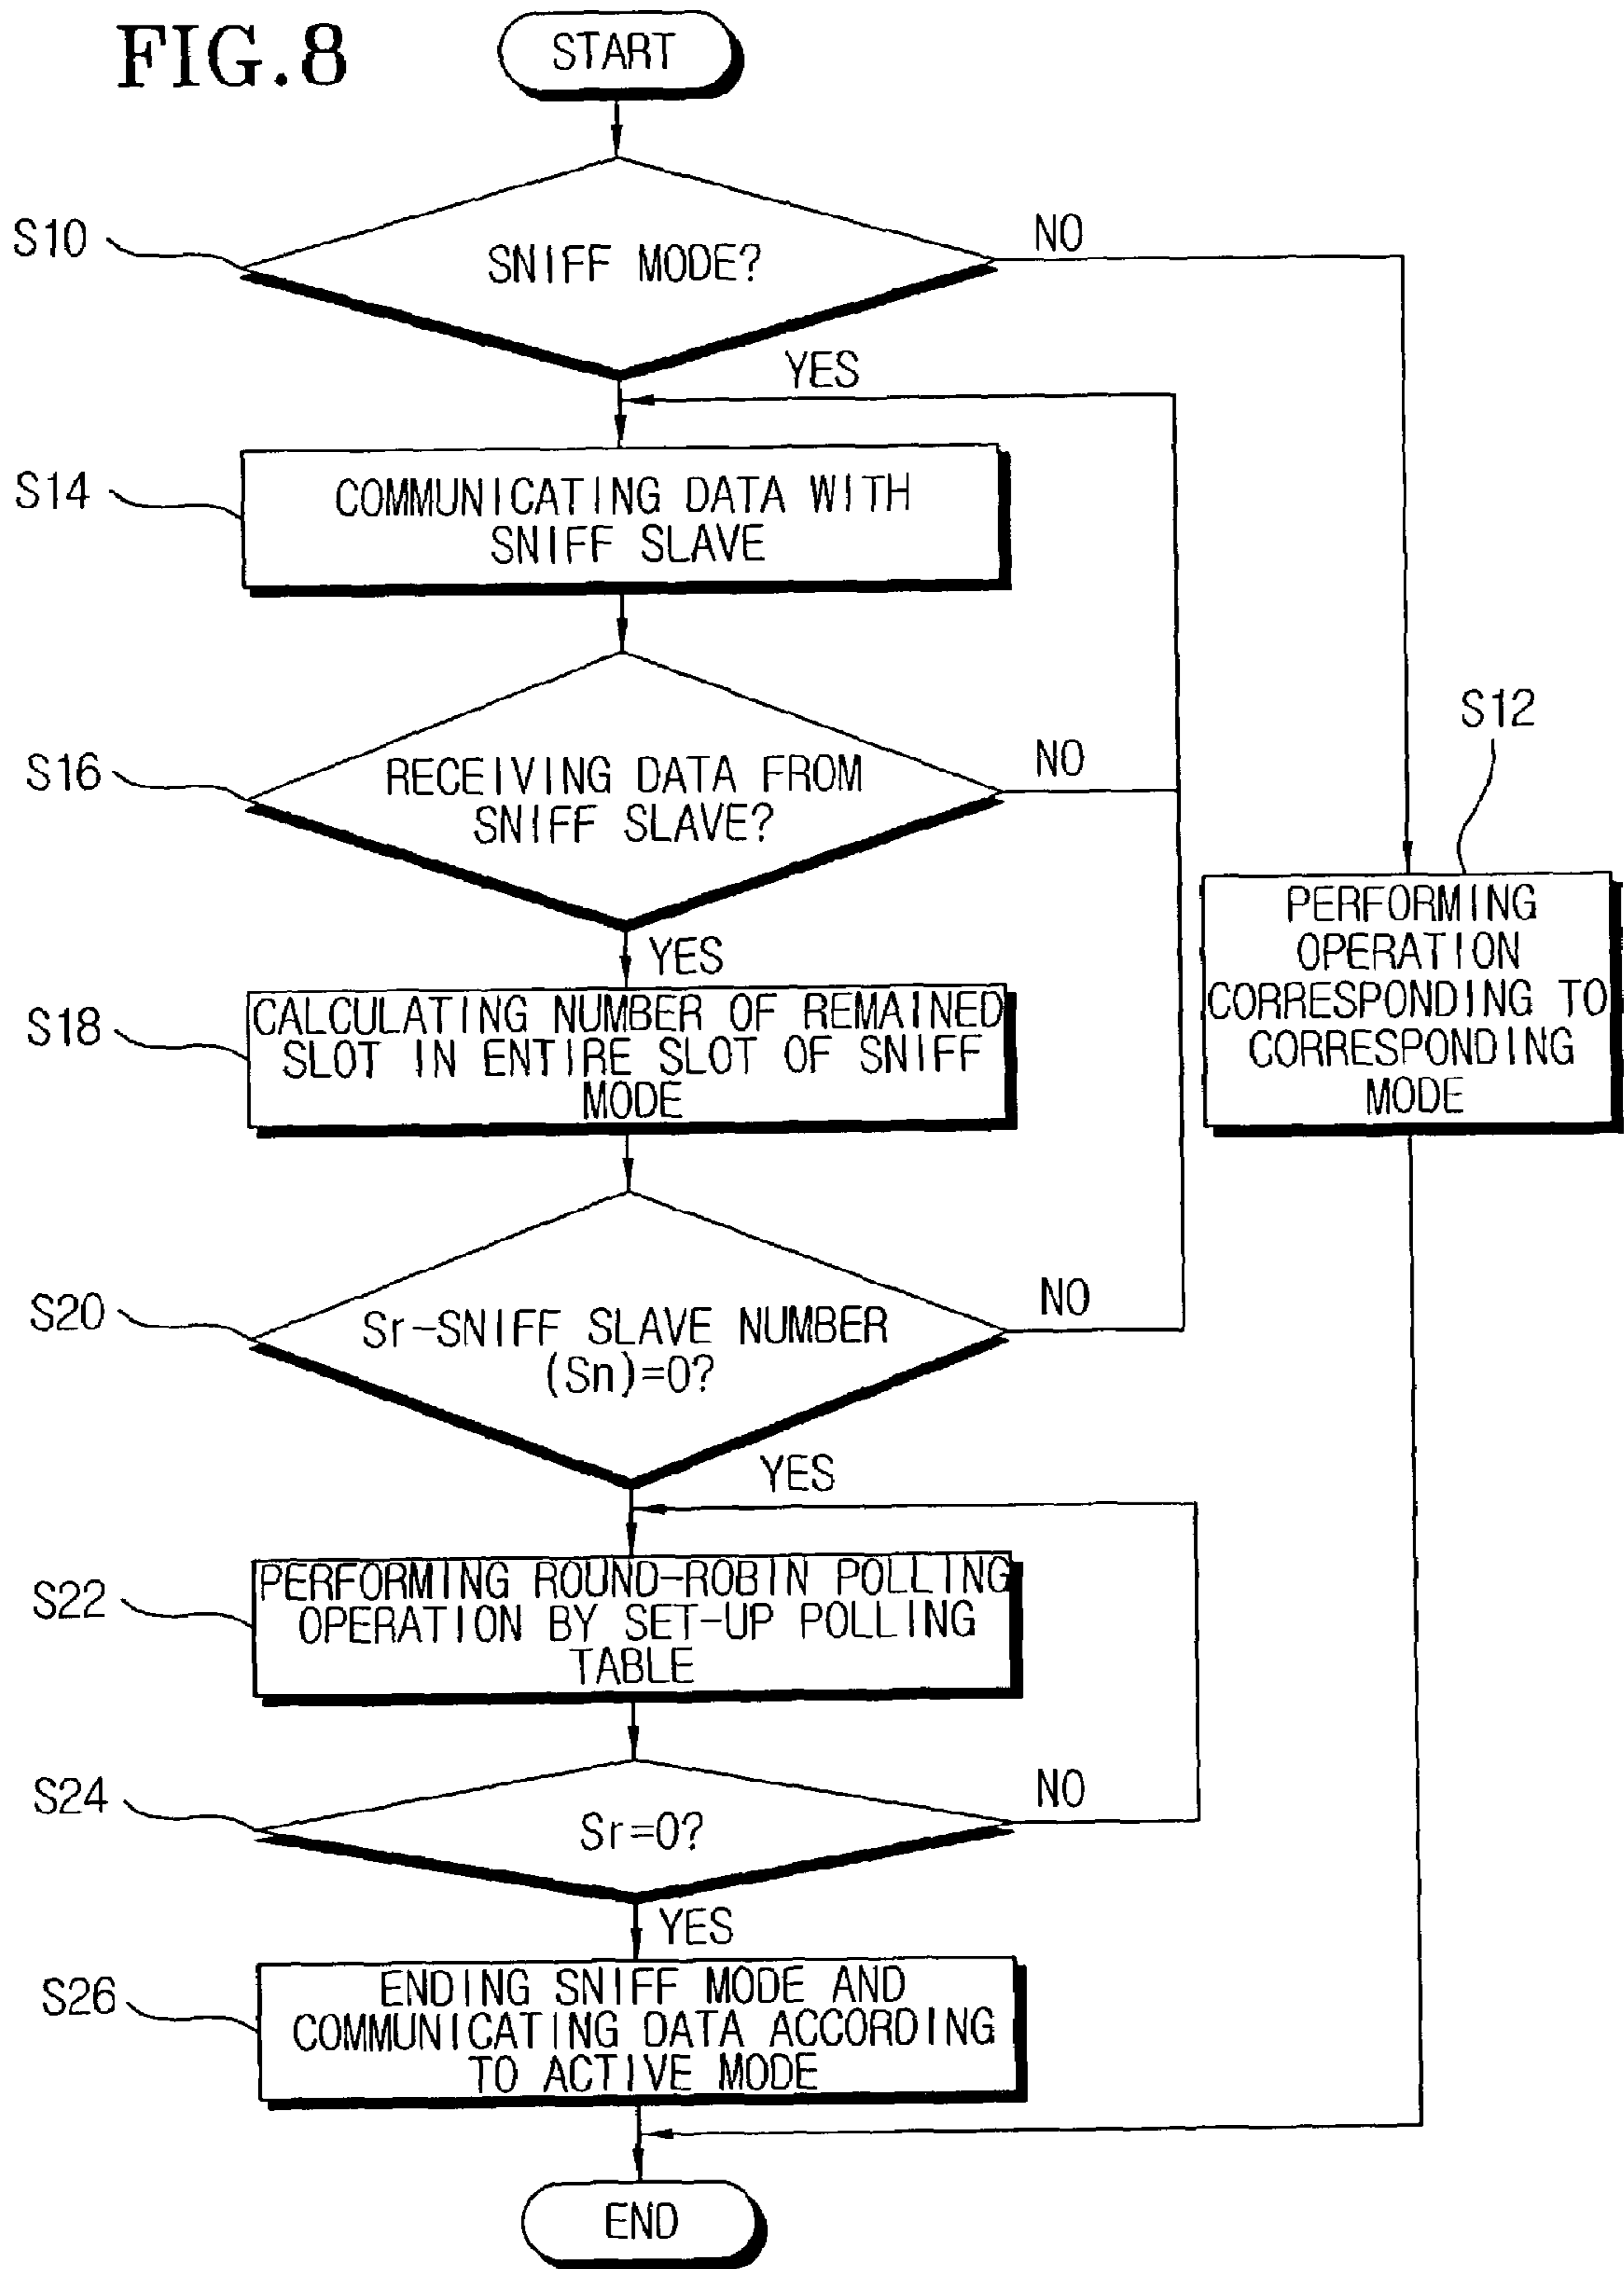 FIG.8
START
S10
SNIFF MODE?
NO
YES
S14
COMMUNICATING DATA WITH
SNIFF SLAVE
S16
RECEIVING DATA FROM
SNIFF SLAVE?
NO
S12
PERFORMING
OPERATION
CORRESPONDING TO
CORRESPONDING
MODE
YES
S18
CALCULATING NUMBER OF REMAINED
SLOT IN ENTIRE SLOT OF SNIFF
MODE
S20
Sr-SNIFF SLAVE NUMBER
(Sn)=0?
NO
YES
S22
PERFORMING ROUND-ROBIN POLLING
OPERATION BY SET-UP POLLING
TABLE
S24
Sr=0?
NO
YES
S26
ENDING SNIFF MODE AND
COMMUNICATING DATA ACCORDING
TO ACTIVE MODE
END